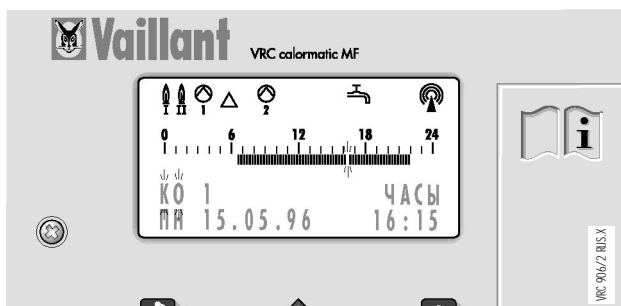 Vaillant
VRC calormatic MF
I II 1 2
0 6 12 18 24
КО 1 ЧАСЫ
ПН 15.05.96 16:15
i
VRC 906/2 RUS.X